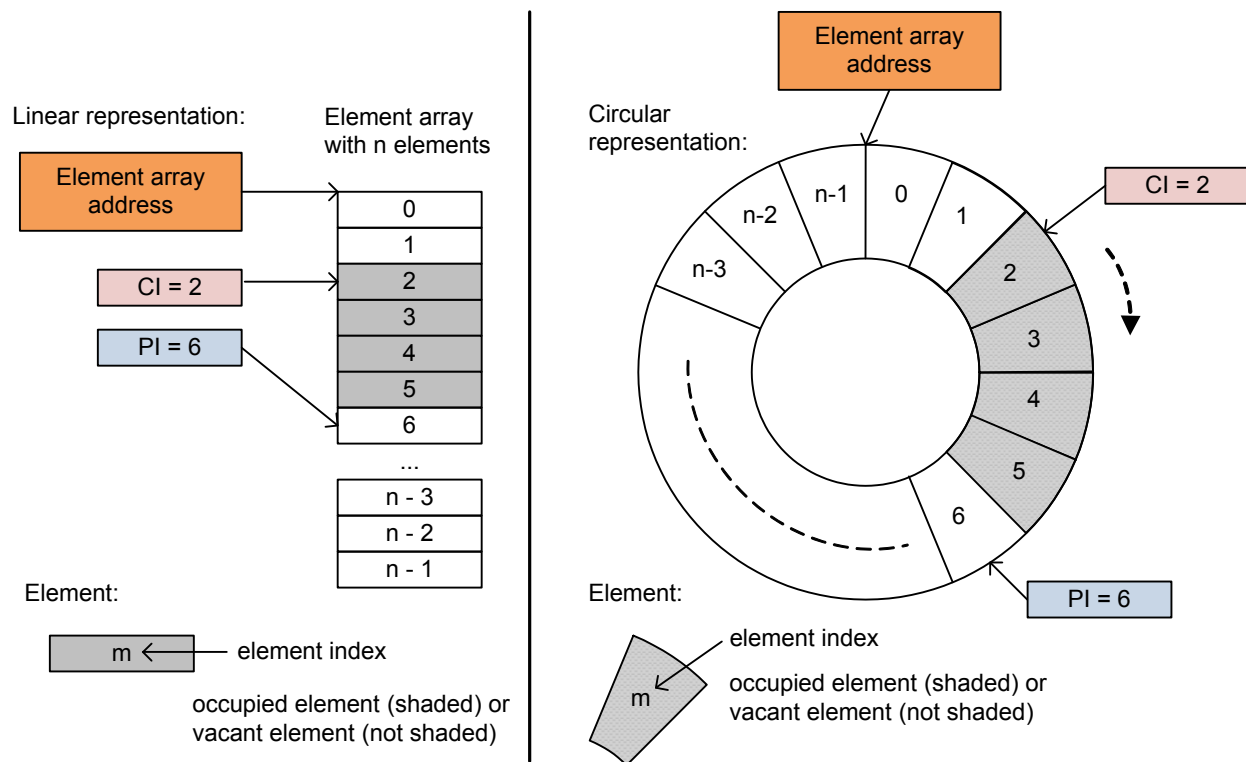 Linear representation:
Element array
with n elements
Element array
address
CI = 2
PI = 6
0
1
2
3
4
5
6
...
n - 3
n - 2
n - 1
Element:
m
element index
occupied element (shaded) or
vacant element (not shaded)
Element array
address
Circular
representation:
CI = 2
n-3
n-2
n-1
0
1
2
3
4
5
6
PI = 6
Element:
m
element index
occupied element (shaded) or
vacant element (not shaded)